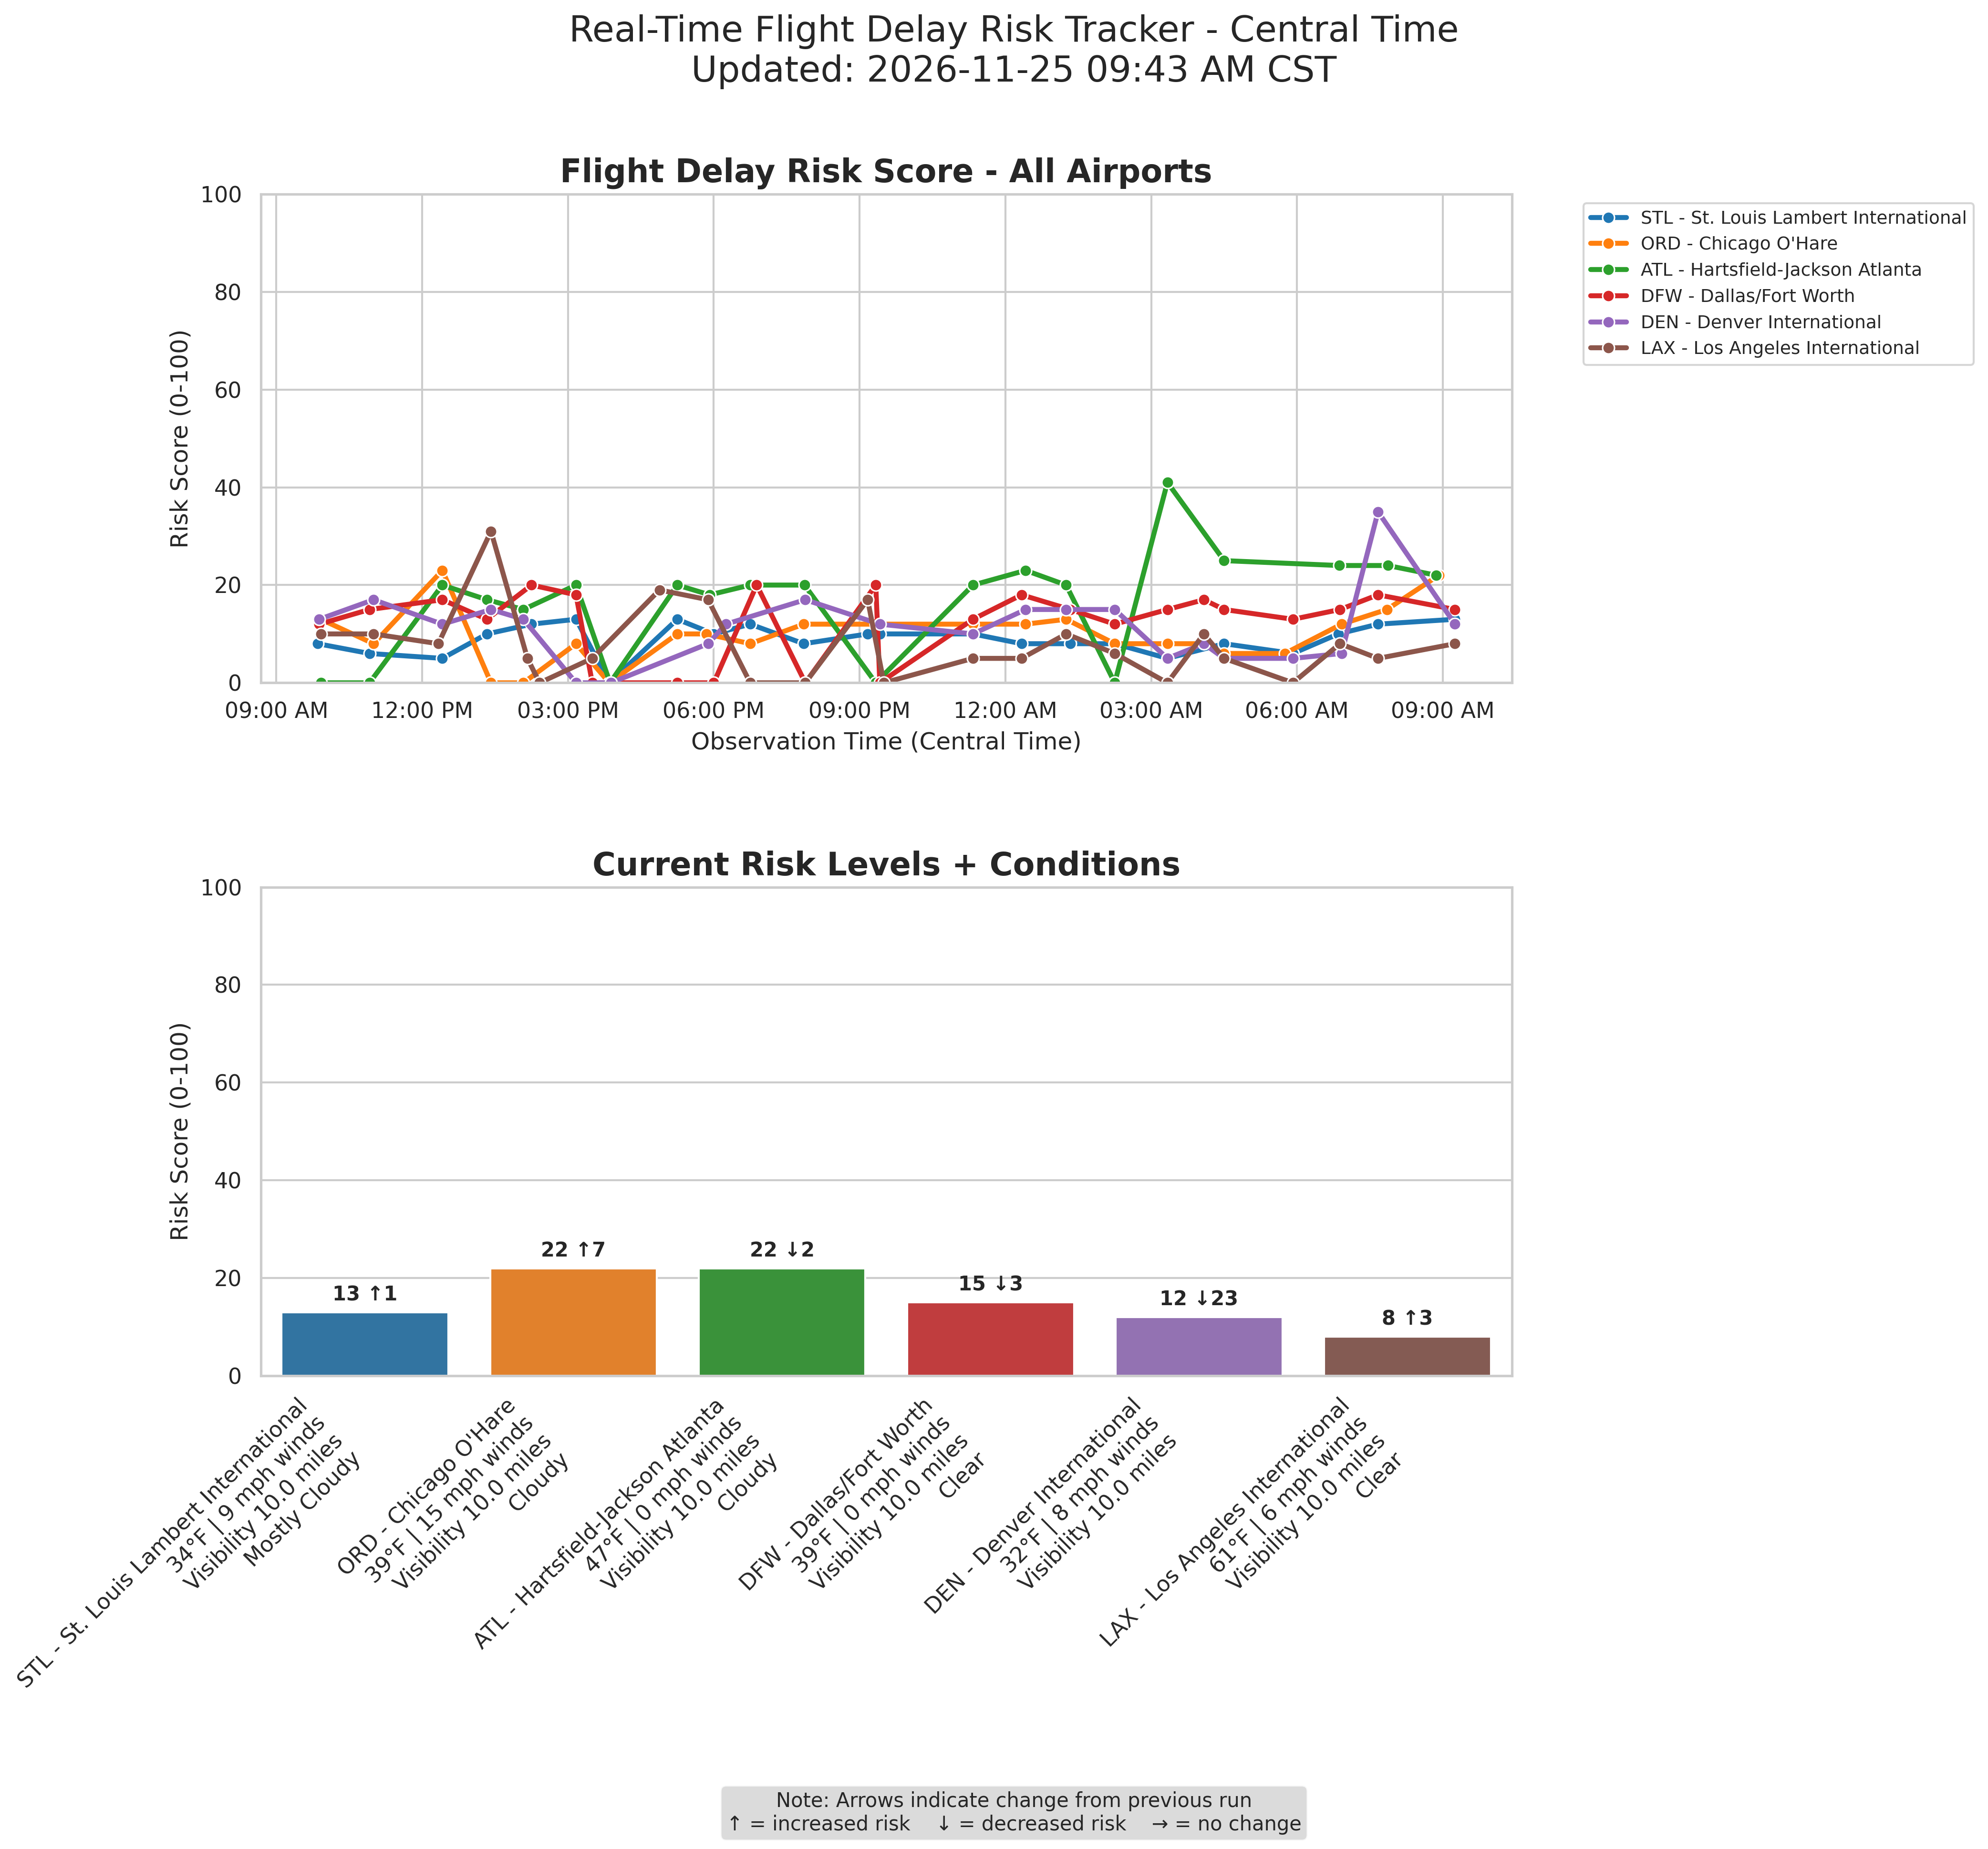 Real-Time Flight Delay Risk Tracker - Central Time
Updated: 2026-11-25 09:43 AM CST
Flight Delay Risk Score - All Airports
Risk Score (0-100)
100
80
60
40
20
0
09:00 AM
12:00 PM
03:00 PM
06:00 PM
09:00 PM
12:00 AM
03:00 AM
06:00 AM
09:00 AM
Observation Time (Central Time)
STL - St. Louis Lambert International
ORD - Chicago O'Hare
ATL - Hartsfield-Jackson Atlanta
DFW - Dallas/Fort Worth
DEN - Denver International
LAX - Los Angeles International
Current Risk Levels + Conditions
Risk Score (0-100)
100
80
60
40
20
0
13 ↑1
22 ↑7
22 ↓2
15 ↓3
12 ↓23
8 ↑3
STL - St. Louis Lambert International
34°F | 9 mph winds
Visibility 10.0 miles
Mostly Cloudy
ORD - Chicago O'Hare
39°F | 15 mph winds
Visibility 10.0 miles
Cloudy
ATL - Hartsfield-Jackson Atlanta
47°F | 0 mph winds
Visibility 10.0 miles
Cloudy
DFW - Dallas/Fort Worth
39°F | 0 mph winds
Visibility 10.0 miles
Clear
DEN - Denver International
32°F | 8 mph winds
Visibility 10.0 miles
LAX - Los Angeles International
61°F | 6 mph winds
Visibility 10.0 miles
Clear
Note: Arrows indicate change from previous run
↑ = increased risk ↓ = decreased risk → = no change